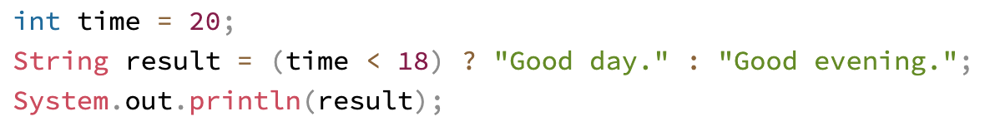 int time = 20;
String result = (time < 18) ? "Good day." : "Good evening.";
System.out.println(result);